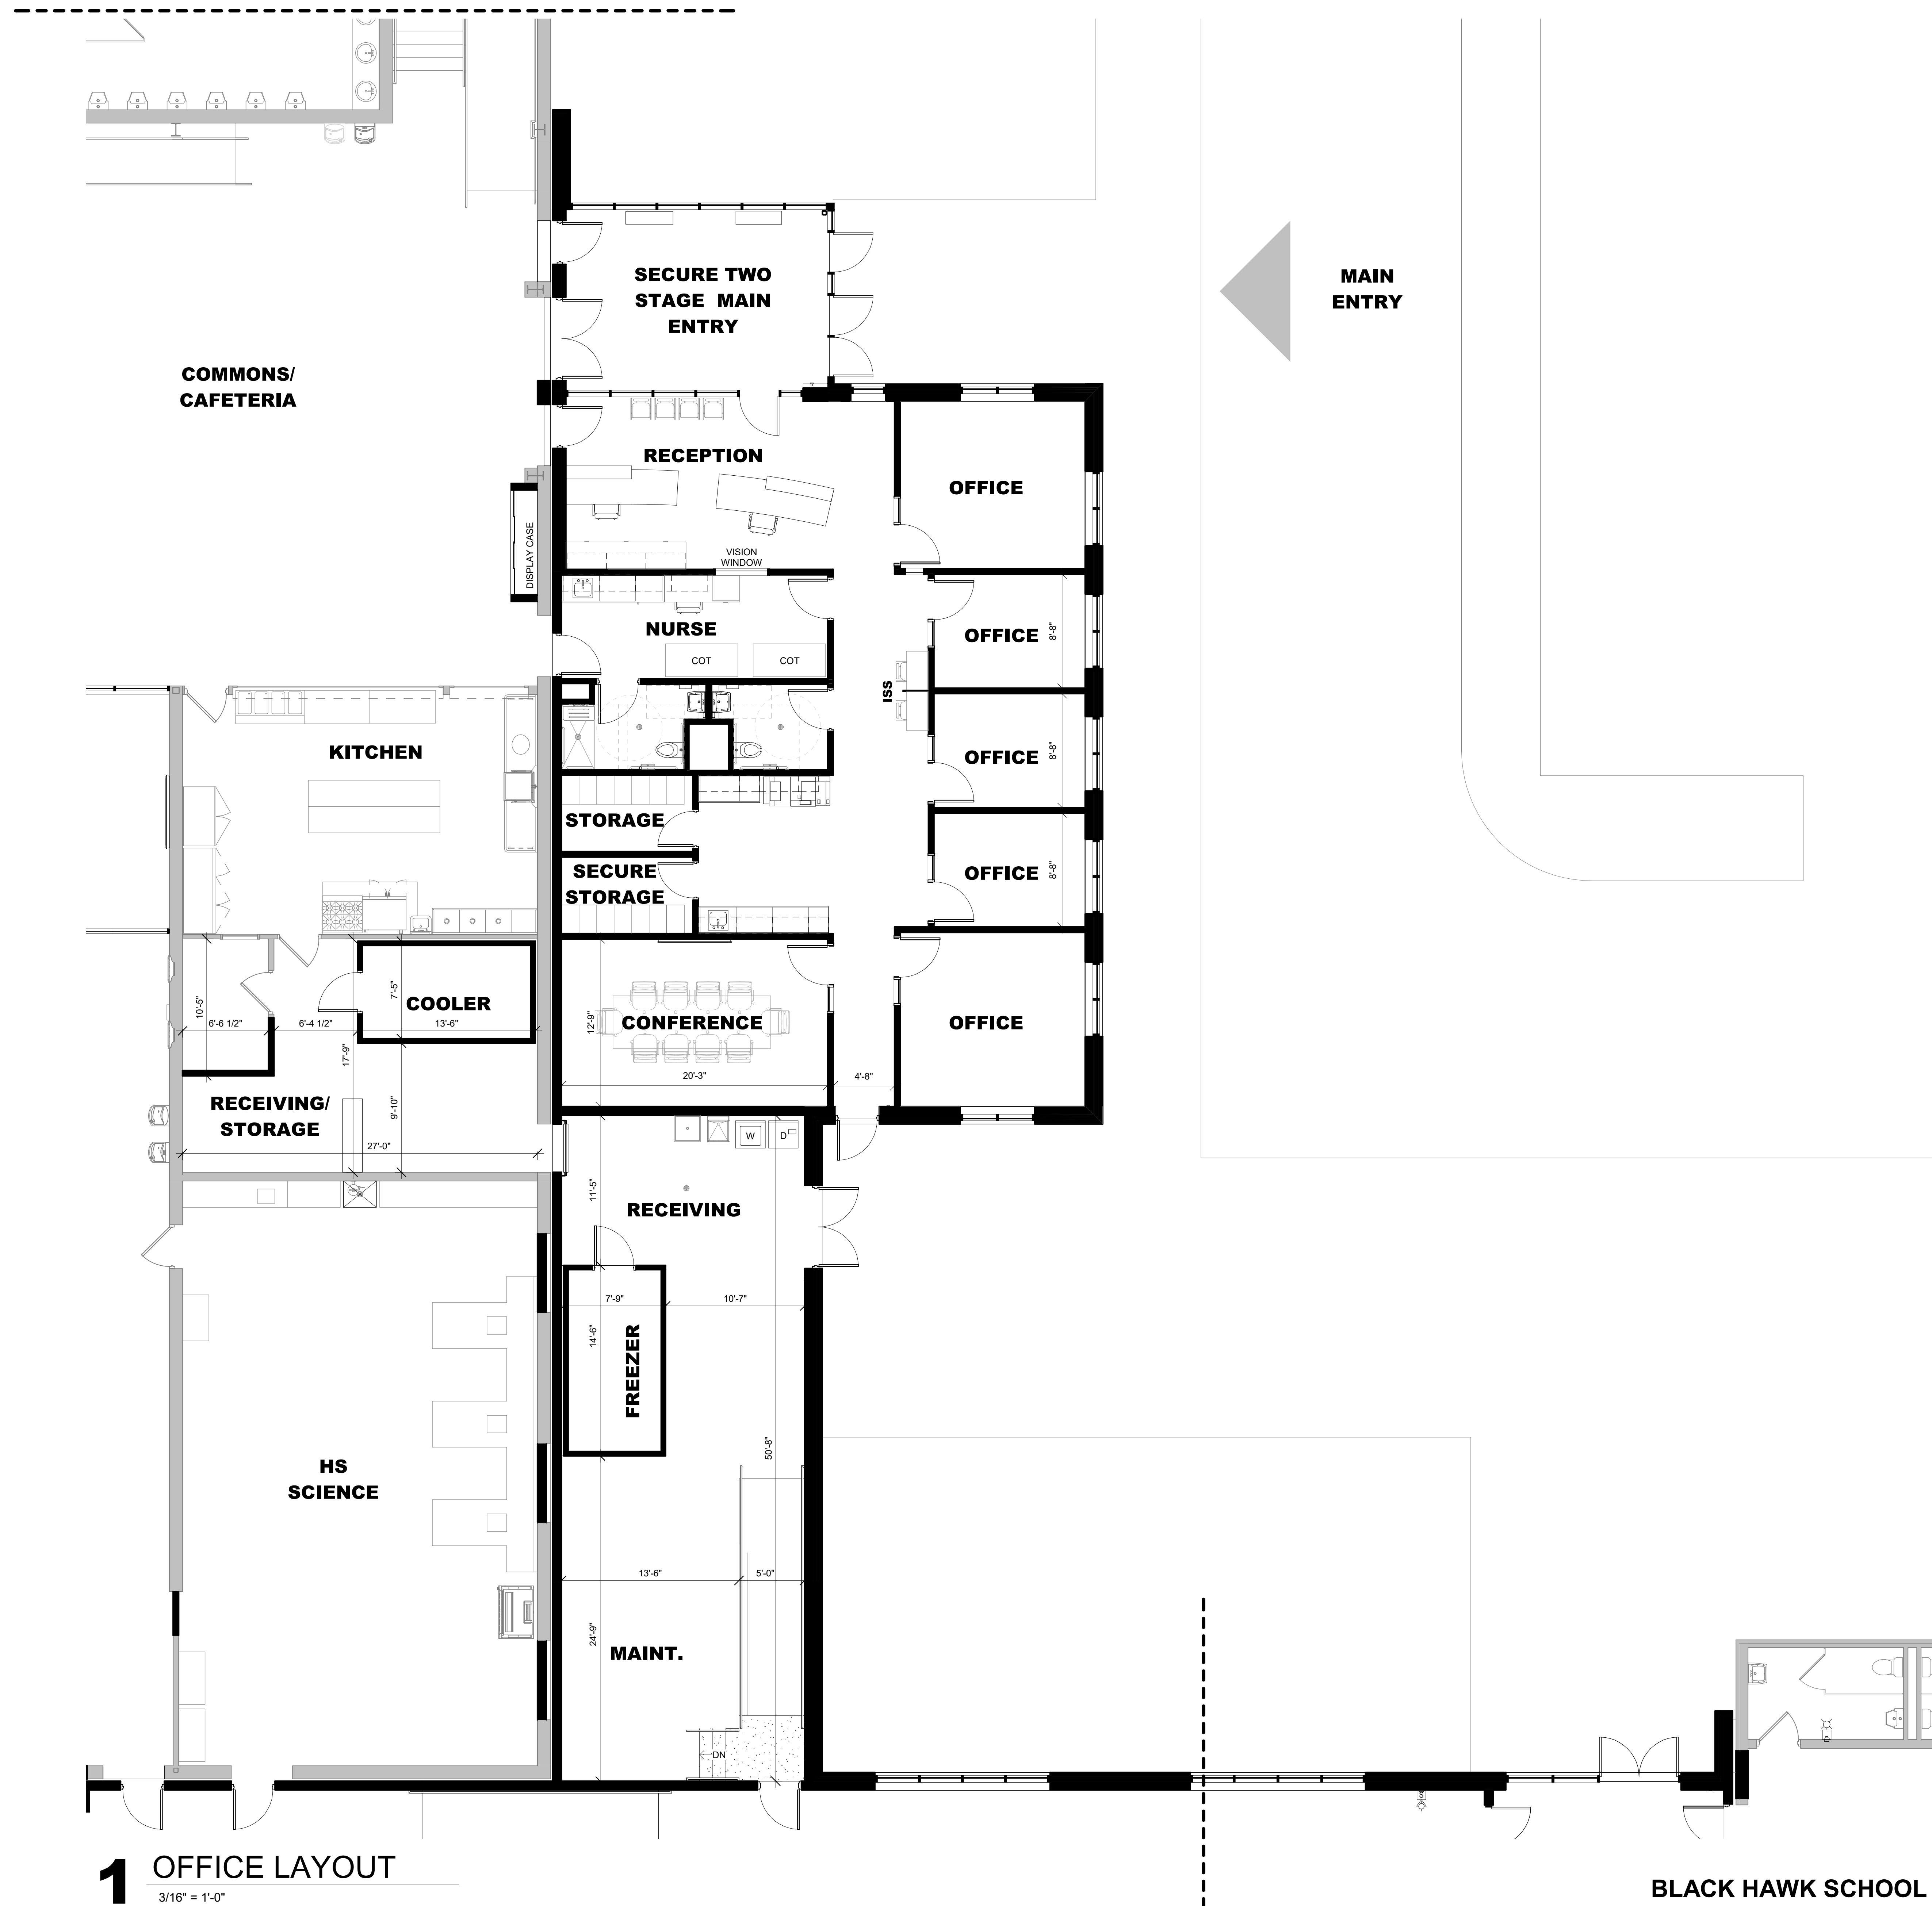 SECURE TWO
STAGE MAIN
ENTRY
MAIN
ENTRY
COMMONS/
CAFETERIA
RECEPTION
OFFICE
DISPLAY CASE
VISION
WINDOW
NURSE
COT
COT
OFFICE
8'-8"
ISS
KITCHEN
OFFICE
8'-8"
STORAGE
SECURE
STORAGE
OFFICE
8'-8"
COOLER
7'-5"
10'-5"
6'-6 1/2"
6'-4 1/2"
13'-6"
17'-9"
9'-10"
CONFERENCE
12'-9"
20'-3"
4'-8"
OFFICE
RECEIVING/
STORAGE
27'-0"
W
D
11'-5"
RECEIVING
7'-9"
10'-7"
14'-6"
FREEZER
50'-8"
HS
SCIENCE
13'-6"
5'-0"
24'-9"
MAINT.
DN
1
OFFICE LAYOUT
3/16" = 1'-0"
BLACK HAWK SCHOOL